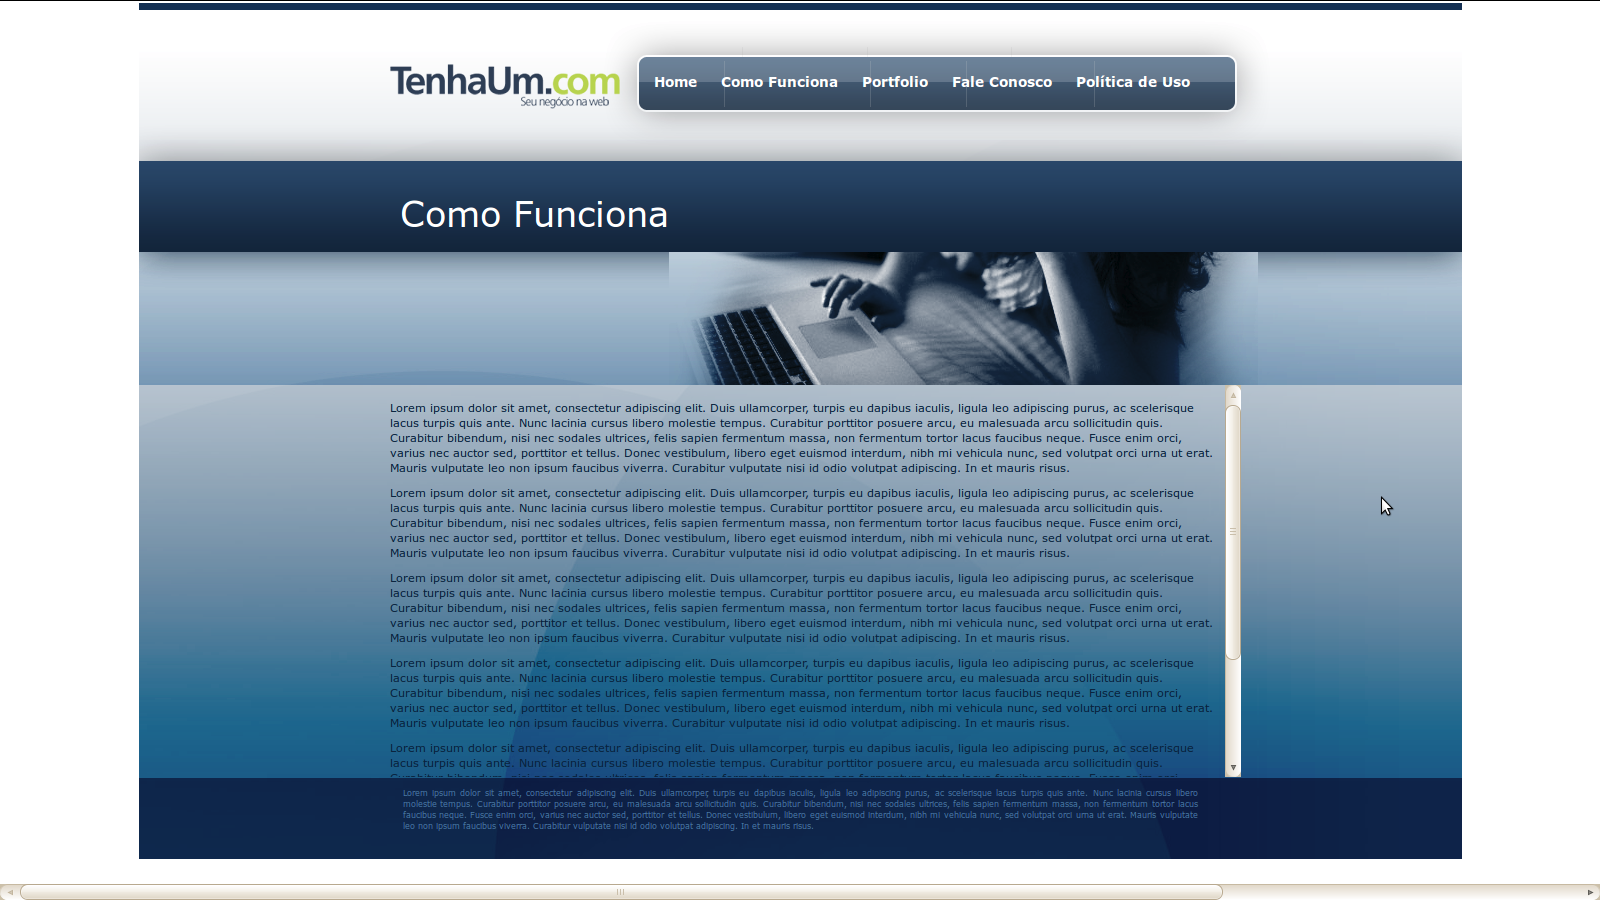 TenhaUm.com
Seu negócio na web
Home Como Funciona Portfolio Fale Conosco Política de Uso
Como Funciona
Lorem ipsum dolor sit amet, consectetur adipiscing elit. Duis ullamcorper, turpis eu dapibus iaculis, ligula leo adipiscing purus, ac scelerisque
lacus turpis quis ante. Nunc lacinia cursus libero molestie tempus. Curabitur porttitor posuere arcu, eu malesuada arcu sollicitudin quis.
Curabitur bibendum, nisi nec sodales ultrices, felis sapien fermentum massa, non fermentum tortor lacus faucibus neque. Fusce enim orci,
varius nec auctor sed, porttitor et tellus. Donec vestibulum, libero eget euismod interdum, nibh mi vehicula nunc, sed volutpat orci urna ut erat.
Mauris vulputate leo non ipsum faucibus viverra. Curabitur vulputate nisi id odio volutpat adipiscing. In et mauris risus.
Lorem ipsum dolor sit amet, consectetur adipiscing elit. Duis ullamcorper, turpis eu dapibus iaculis, ligula leo adipiscing purus, ac scelerisque
lacus turpis quis ante. Nunc lacinia cursus libero molestie tempus. Curabitur porttitor posuere arcu, eu malesuada arcu sollicitudin quis.
Curabitur bibendum, nisi nec sodales ultrices, felis sapien fermentum massa, non fermentum tortor lacus faucibus neque. Fusce enim orci,
varius nec auctor sed, porttitor et tellus. Donec vestibulum, libero eget euismod interdum, nibh mi vehicula nunc, sed volutpat orci urna ut erat.
Mauris vulputate leo non ipsum faucibus viverra. Curabitur vulputate nisi id odio volutpat adipiscing. In et mauris risus.
Lorem ipsum dolor sit amet, consectetur adipiscing elit. Duis ullamcorper, turpis eu dapibus iaculis, ligula leo adipiscing purus, ac scelerisque
lacus turpis quis ante. Nunc lacinia cursus libero molestie tempus. Curabitur porttitor posuere arcu, eu malesuada arcu sollicitudin quis.
Curabitur bibendum, nisi nec sodales ultrices, felis sapien fermentum massa, non fermentum tortor lacus faucibus neque. Fusce enim orci,
varius nec auctor sed, porttitor et tellus. Donec vestibulum, libero eget euismod interdum, nibh mi vehicula nunc, sed volutpat orci urna ut erat.
Mauris vulputate leo non ipsum faucibus viverra. Curabitur vulputate nisi id odio volutpat adipiscing. In et mauris risus.
Lorem ipsum dolor sit amet, consectetur adipiscing elit. Duis ullamcorper, turpis eu dapibus iaculis, ligula leo adipiscing purus, ac scelerisque
lacus turpis quis ante. Nunc lacinia cursus libero molestie tempus. Curabitur porttitor posuere arcu, eu malesuada arcu sollicitudin quis.
Curabitur bibendum, nisi nec sodales ultrices, felis sapien fermentum massa, non fermentum tortor lacus faucibus neque. Fusce enim orci,
varius nec auctor sed, porttitor et tellus. Donec vestibulum, libero eget euismod interdum, nibh mi vehicula nunc, sed volutpat orci urna ut erat.
Mauris vulputate leo non ipsum faucibus viverra. Curabitur vulputate nisi id odio volutpat adipiscing. In et mauris risus.
Lorem ipsum dolor sit amet, consectetur adipiscing elit. Duis ullamcorper, turpis eu dapibus iaculis, ligula leo adipiscing purus, ac scelerisque
lacus turpis quis ante. Nunc lacinia cursus libero molestie tempus. Curabitur porttitor posuere arcu, eu malesuada arcu sollicitudin quis.
Lorem ipsum dolor sit amet, consectetur adipiscing elit. Duis ullamcorper, turpis eu dapibus iaculis, ligula leo adipiscing purus, ac scelerisque lacus turpis quis ante. Nunc lacinia cursus libero
molestie tempus. Curabitur porttitor posuere arcu, eu malesuada arcu sollicitudin quis. Curabitur bibendum, nisi nec sodales ultrices, felis sapien fermentum massa, non fermentum tortor lacus
faucibus neque. Fusce enim orci, varius nec auctor sed, porttitor et tellus. Donec vestibulum, libero eget euismod interdum, nibh mi vehicula nunc, sed volutpat orci urna ut erat. Mauris vulputate
leo non ipsum faucibus viverra. Curabitur vulputate nisi id odio volutpat adipiscing. In et mauris risus.